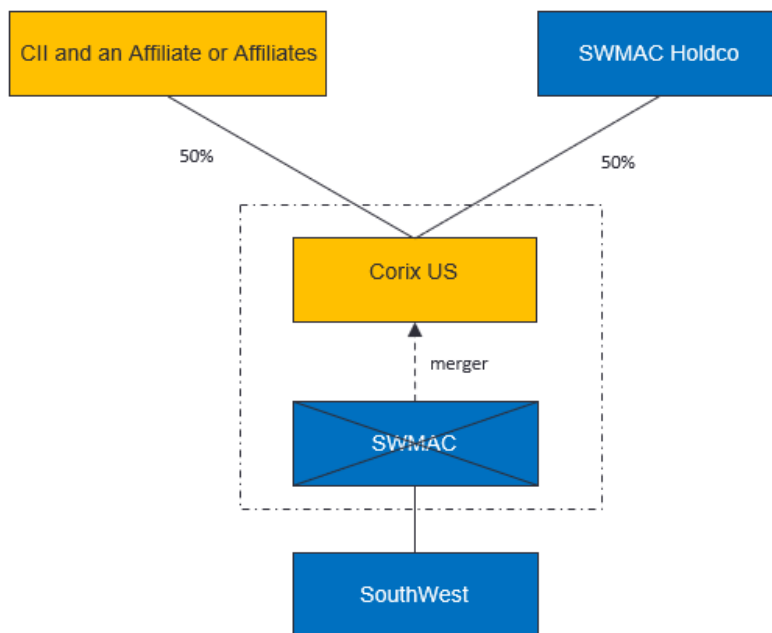 CII and an Affiliate or Affiliates
SWMAC Holdco
50%
50%
Corix US
merger
SWMAC
SouthWest